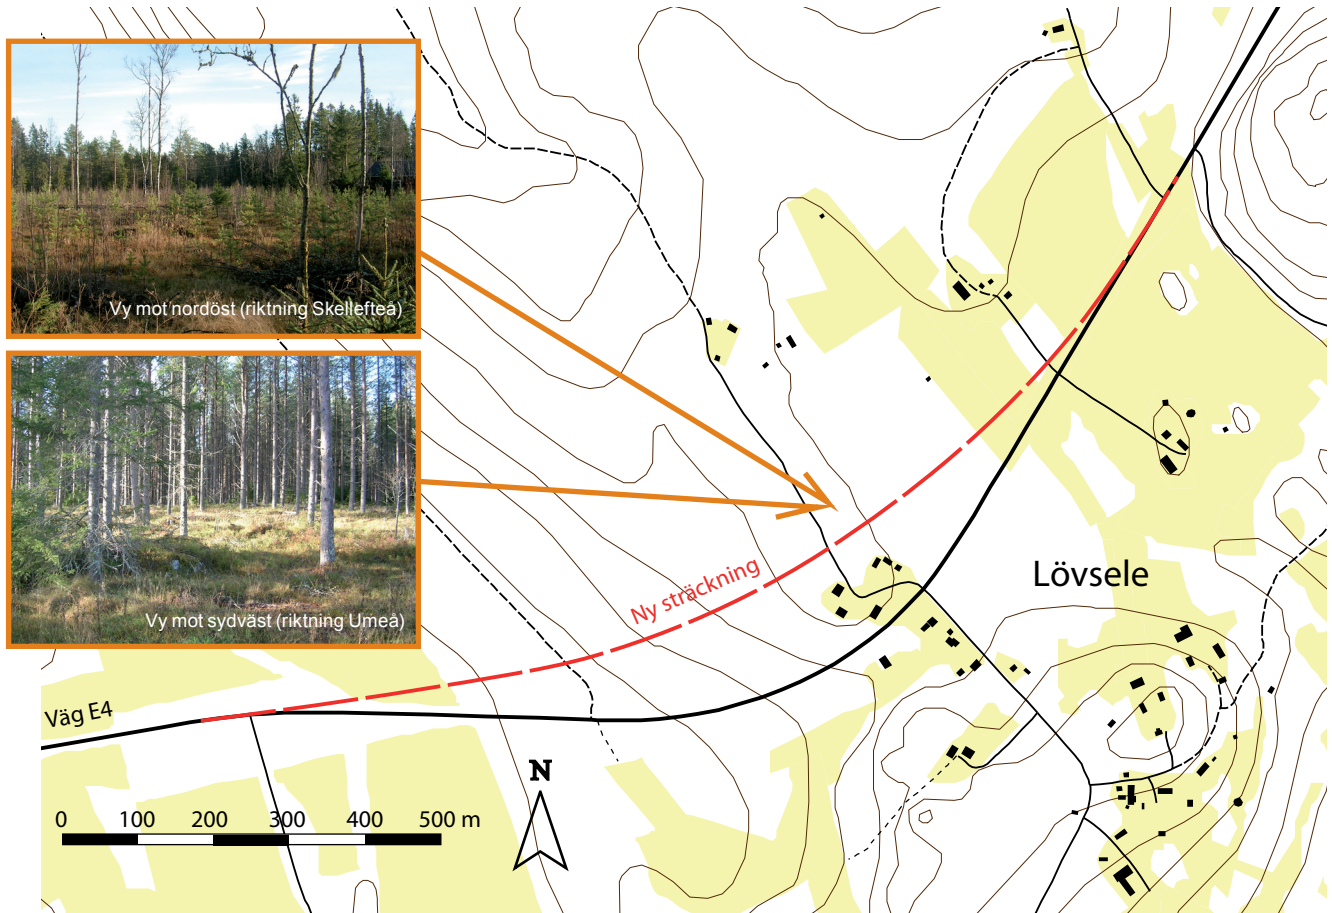 Vy mot nordöst (riktning Skellefteå)
Vy mot sydväst (riktning Umeå)
Ny sträckning
Lövsele
Väg E4
N
0 100 200 300 400 500 m